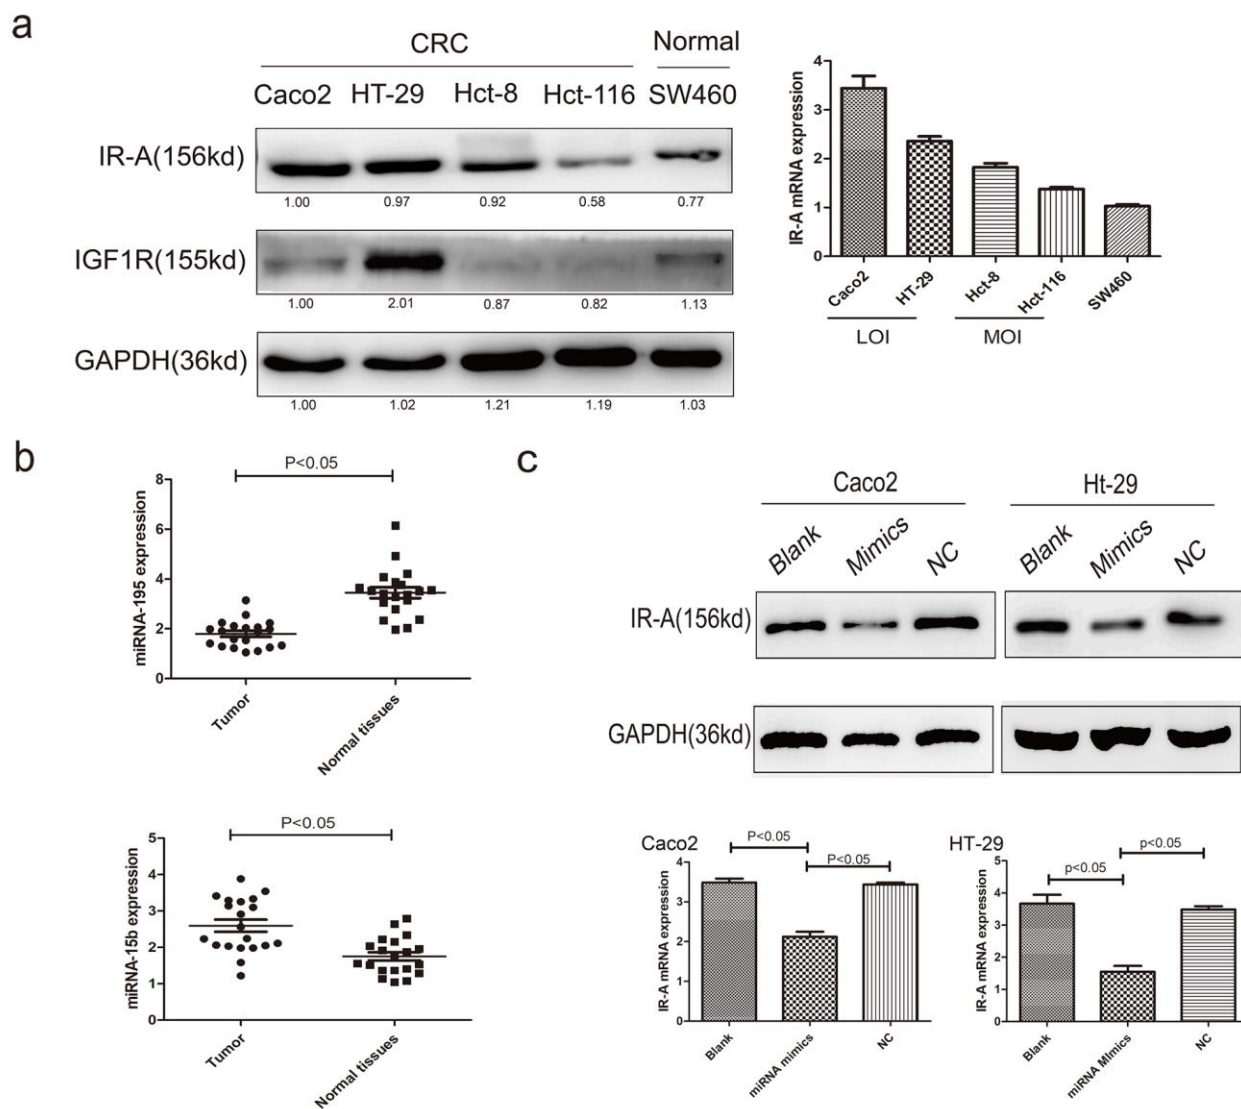 a
CRC
Normal
Caco2 HT-29 Hct-8 Hct-116 SW460
IR-A(156kd)
1.00 0.97 0.92 0.58 0.77
IGF1R(155kd)
1.00 2.01 0.87 0.82 1.13
GAPDH(36kd)
1.00 1.02 1.21 1.19 1.03
IR-A mRNA expression
4
3
2
1
0
Caco2 HT-29 Hct-8 Hct-116 SW460
LOI MOI
b
P<0.05
miRNA-195 expression
8
6
4
2
0
Tumor Normal tissues
P<0.05
miRNA-15b expression
5
4
3
2
1
0
Tumor Normal tissues
c
Caco2 Ht-29
Blank Mimics NC Blank Mimics NC
IR-A(156kd)
GAPDH(36kd)
Caco2
P<0.05
P<0.05
IR-A mRNA expression
4
3
2
1
0
Blank miRNA mimics NC
HT-29
p<0.05
p<0.05
IR-A mRNA expression
5
4
3
2
1
0
Blank miRNA MImics NC